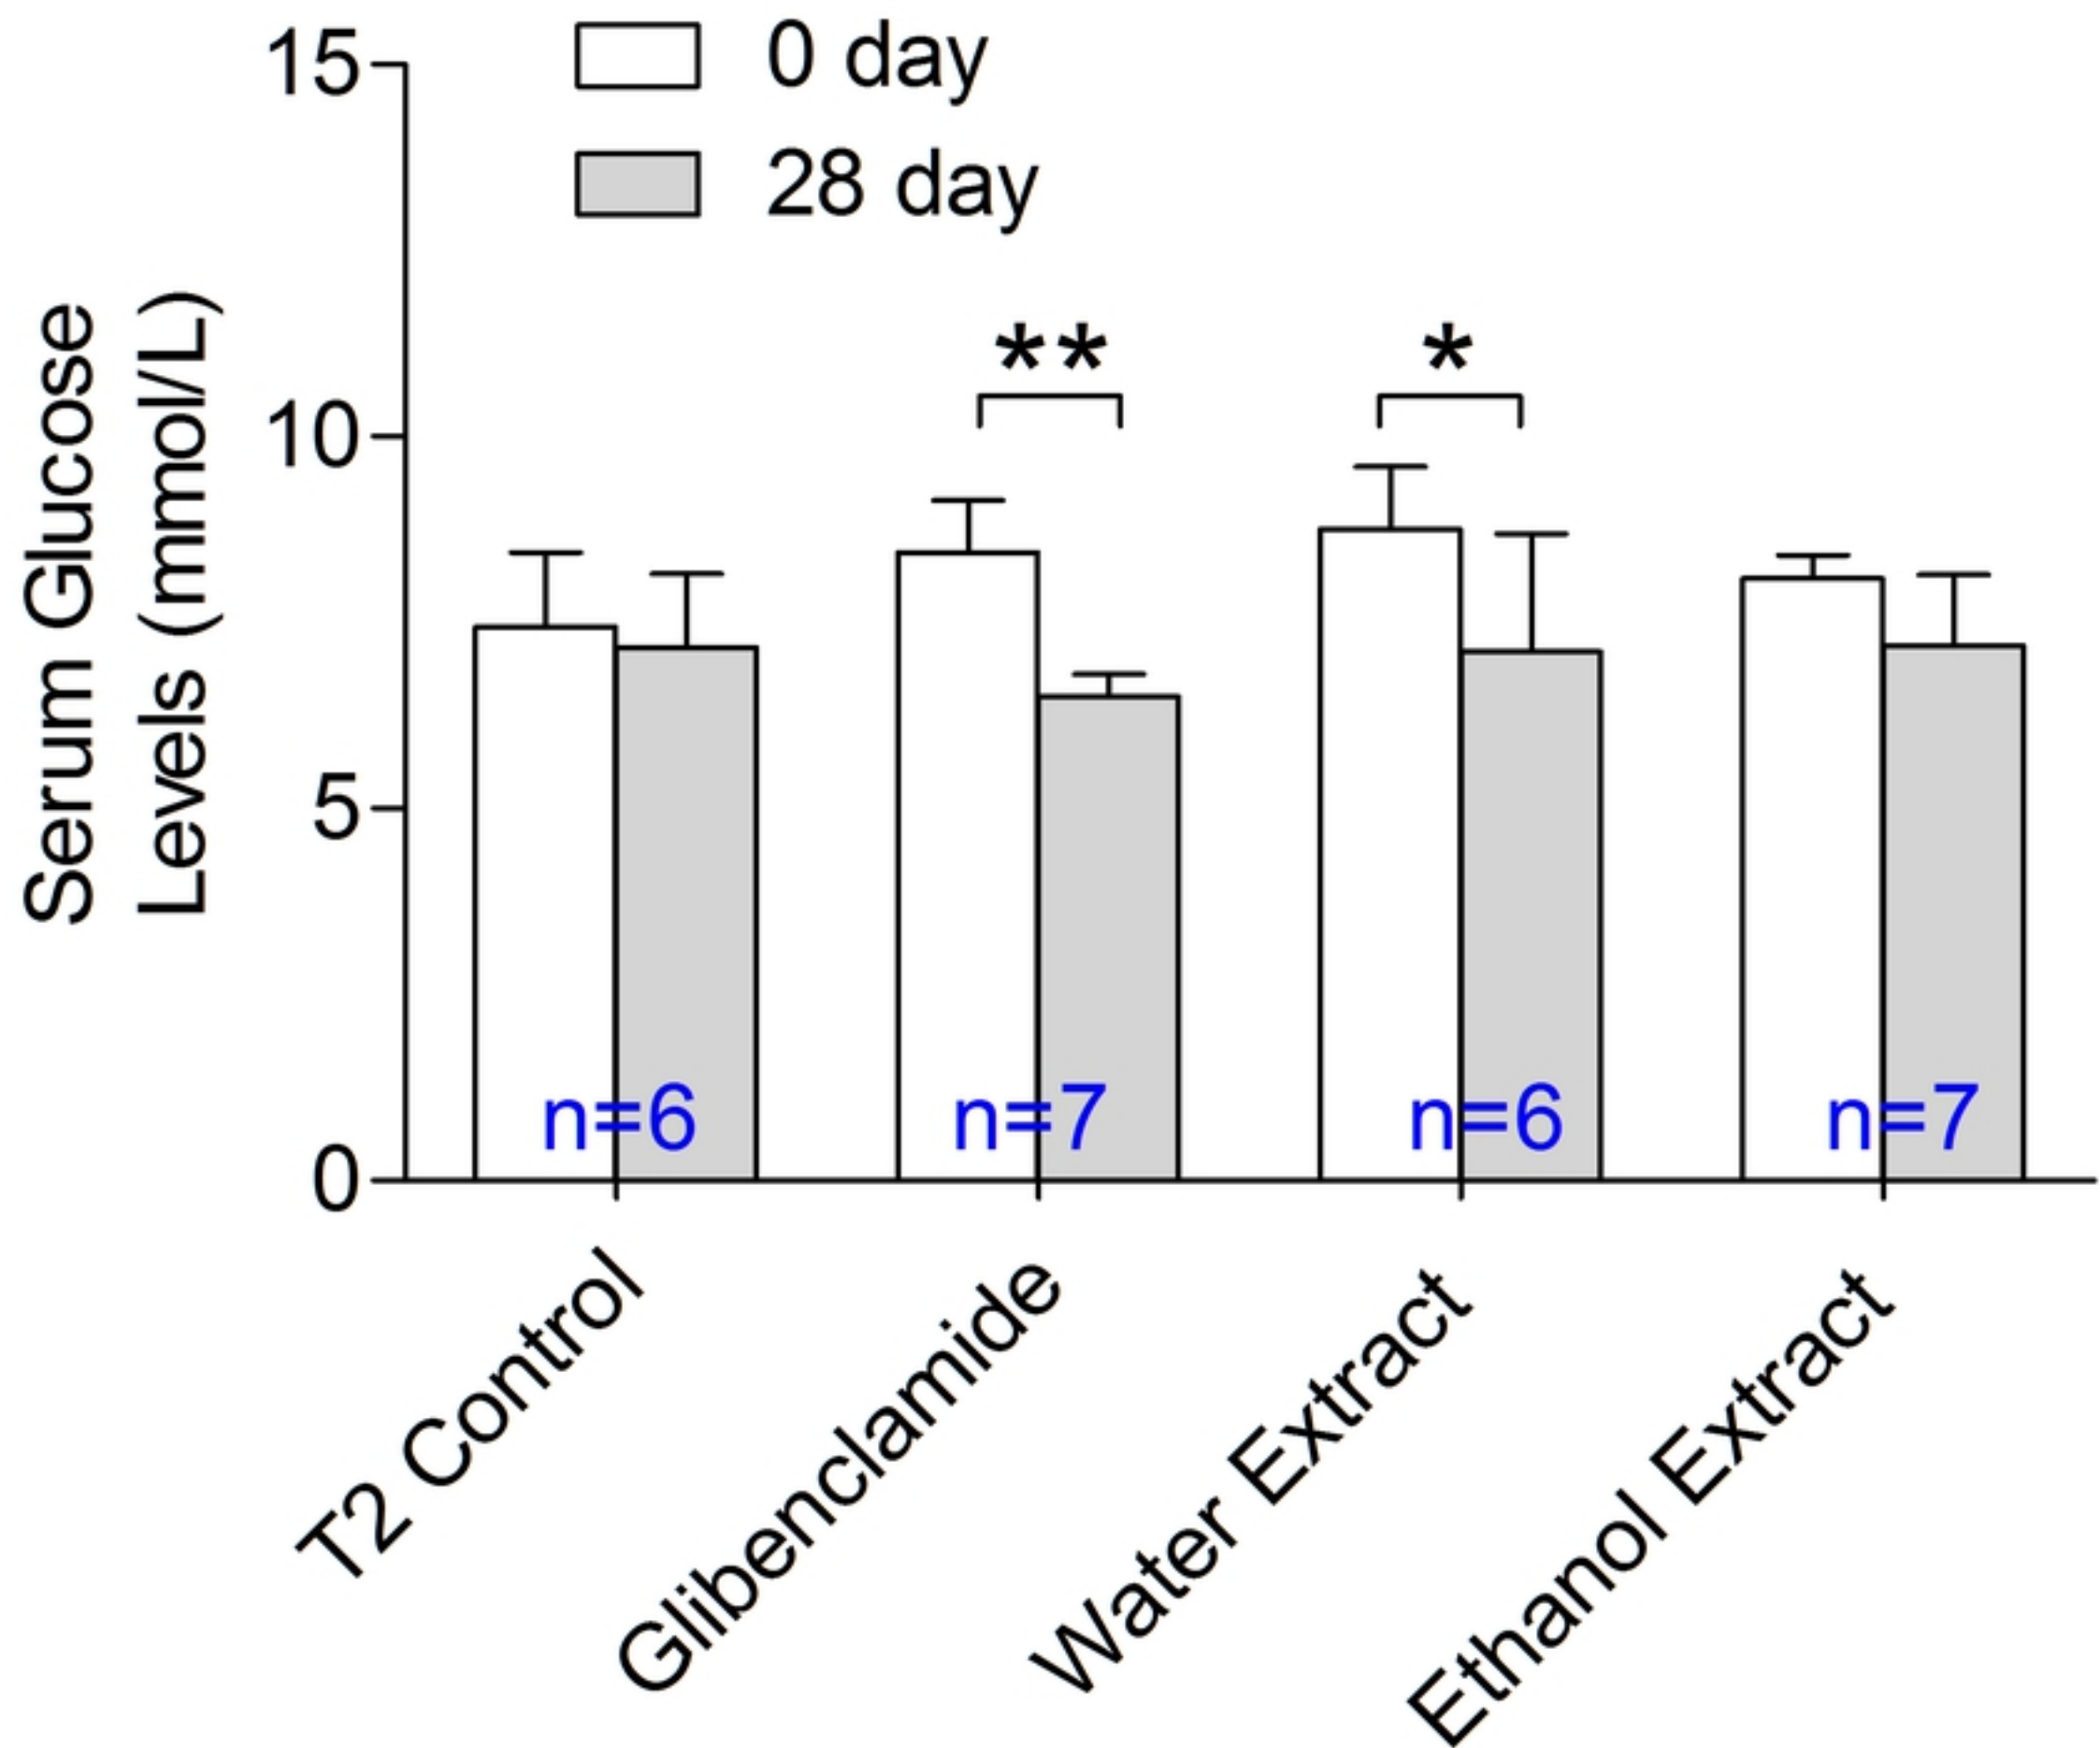 0 day
28 day
Serum Glucose
Levels (mmol/L)
15
10
5
0
**
*
n=6
n=7
n=6
n=7
T2 Control
Glibenclamide
Water Extract
Ethanol Extract